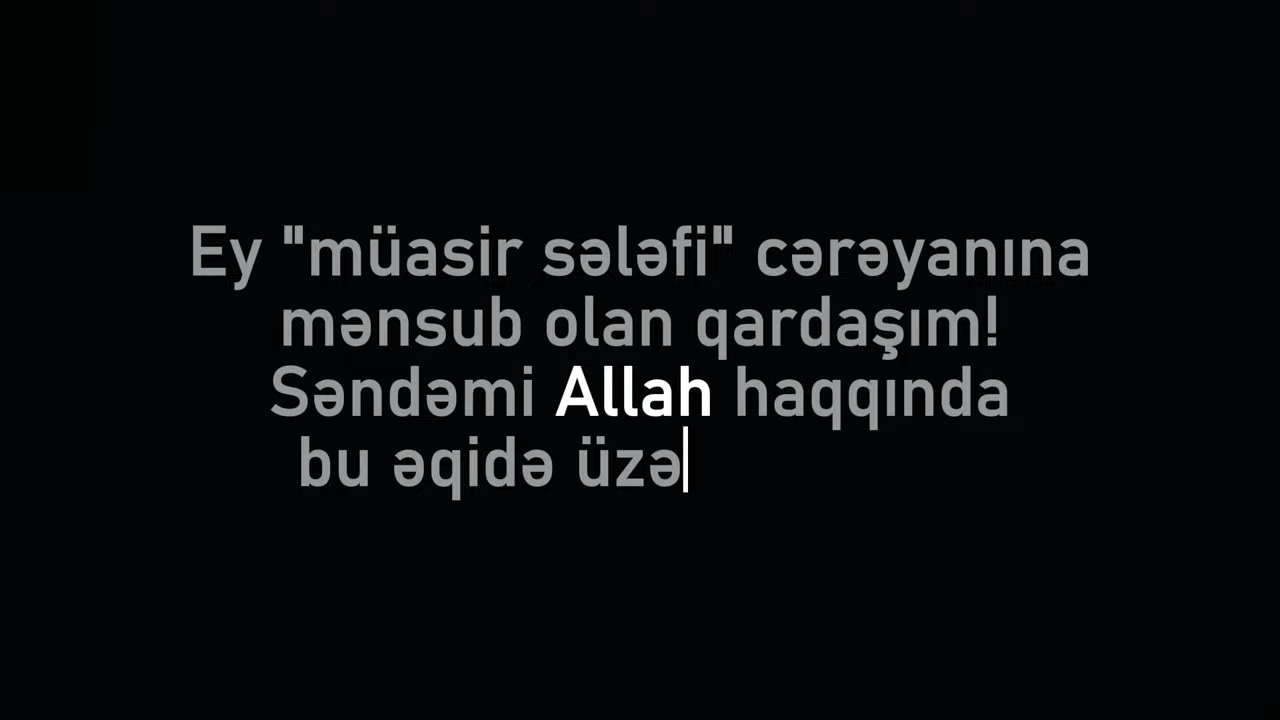 Ey "müasir sələfi" cərəyanına
mənsub olan qardaşım!
Səndəmi Allah haqqında
bu əqidə üzə